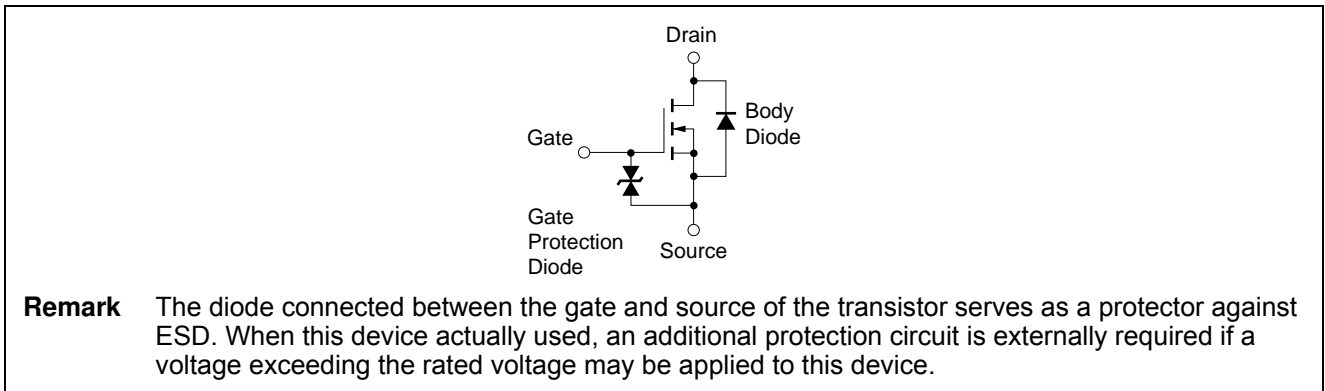 Drain
Body
Diode
Gate
Gate
Protection
Diode
Source
Remark The diode connected between the gate and source of the transistor serves as a protector against
ESD. When this device actually used, an additional protection circuit is externally required if a
voltage exceeding the rated voltage may be applied to this device.